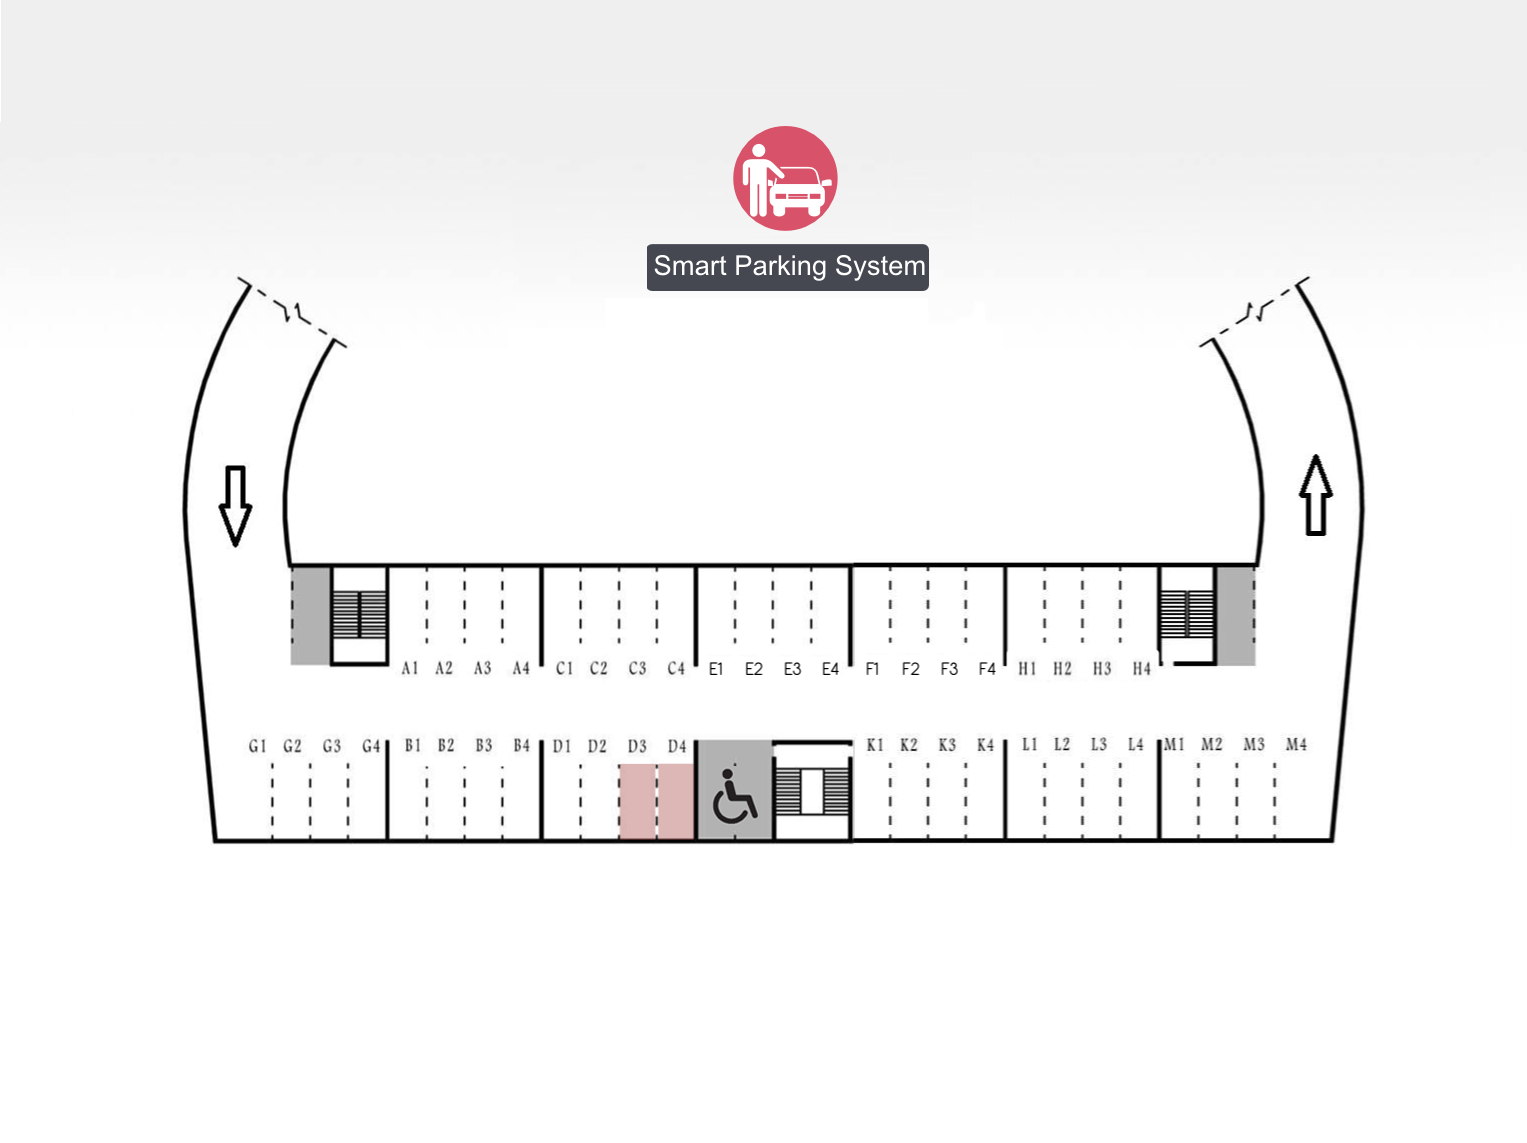 Smart Parking System
A1 A2 A3 A4 C1 C2 C3 C4 E1 E2 E3 E4 F1 F2 F3 F4 H1 H2 H3 H4
G1 G2 G3 G4 B1 B2 B3 B4 D1 D2 D3 D4 K1 K2 K3 K4 L1 L2 L3 L4 M1 M2 M3 M4